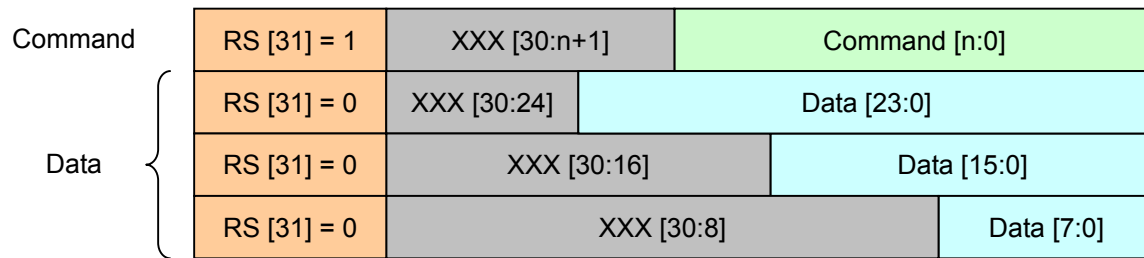 Command RS [31] = 1 XXX [30:n+1] Command [n:0]
RS [31] = 0 XXX [30:24] Data [23:0]
Data RS [31] = 0 XXX [30:16] Data [15:0]
RS [31] = 0 XXX [30:8] Data [7:0]